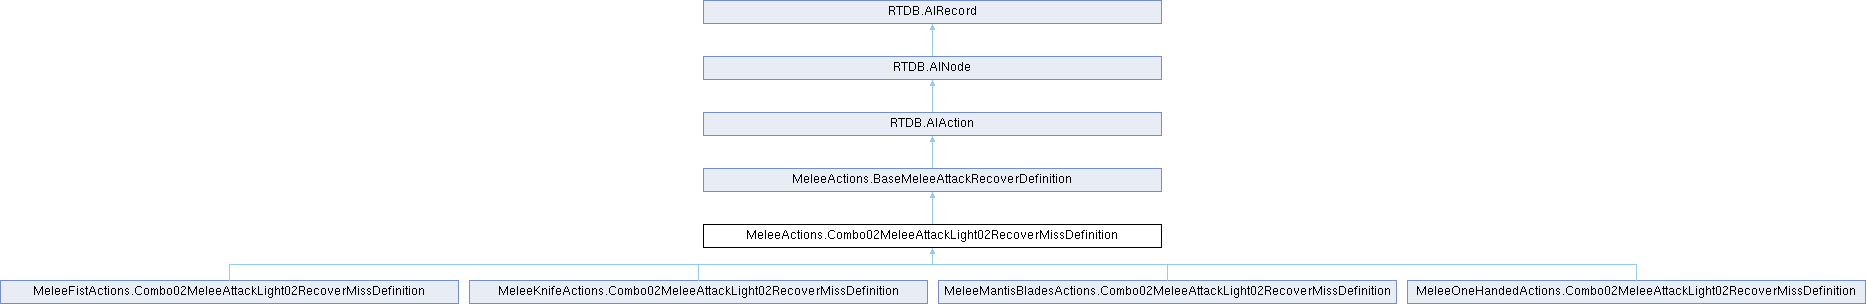 RTDB.AIRecord
RTDB.AINode
RTDB.AIAction
MeleeActions.BaseMeleeAttackRecoverDefinition
MeleeActions.Combo02MeleeAttackLight02RecoverMissDefinition
MeleeFistActions.Combo02MeleeAttackLight02RecoverMissDefinition
MeleeKnifeActions.Combo02MeleeAttackLight02RecoverMissDefinition
MeleeMantisBladesActions.Combo02MeleeAttackLight02RecoverMissDefinition
MeleeOneHandedActions.Combo02MeleeAttackLight02RecoverMissDefinition